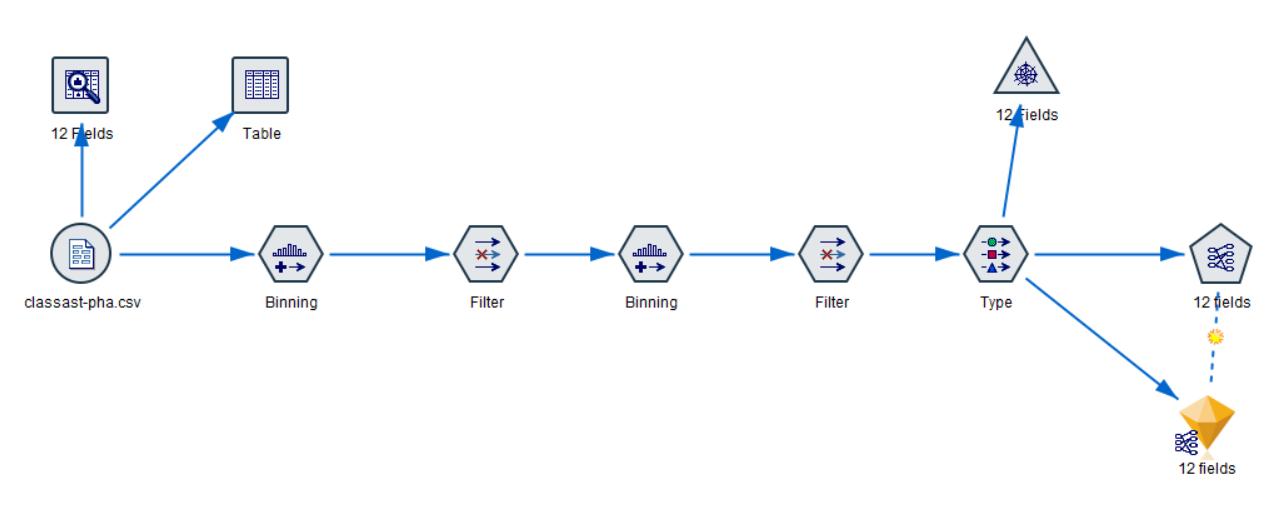 12 Fields
Table
12 Fields
classast-pha.csv
Binning
Filter
Binning
Filter
Type
12 fields
12 fields